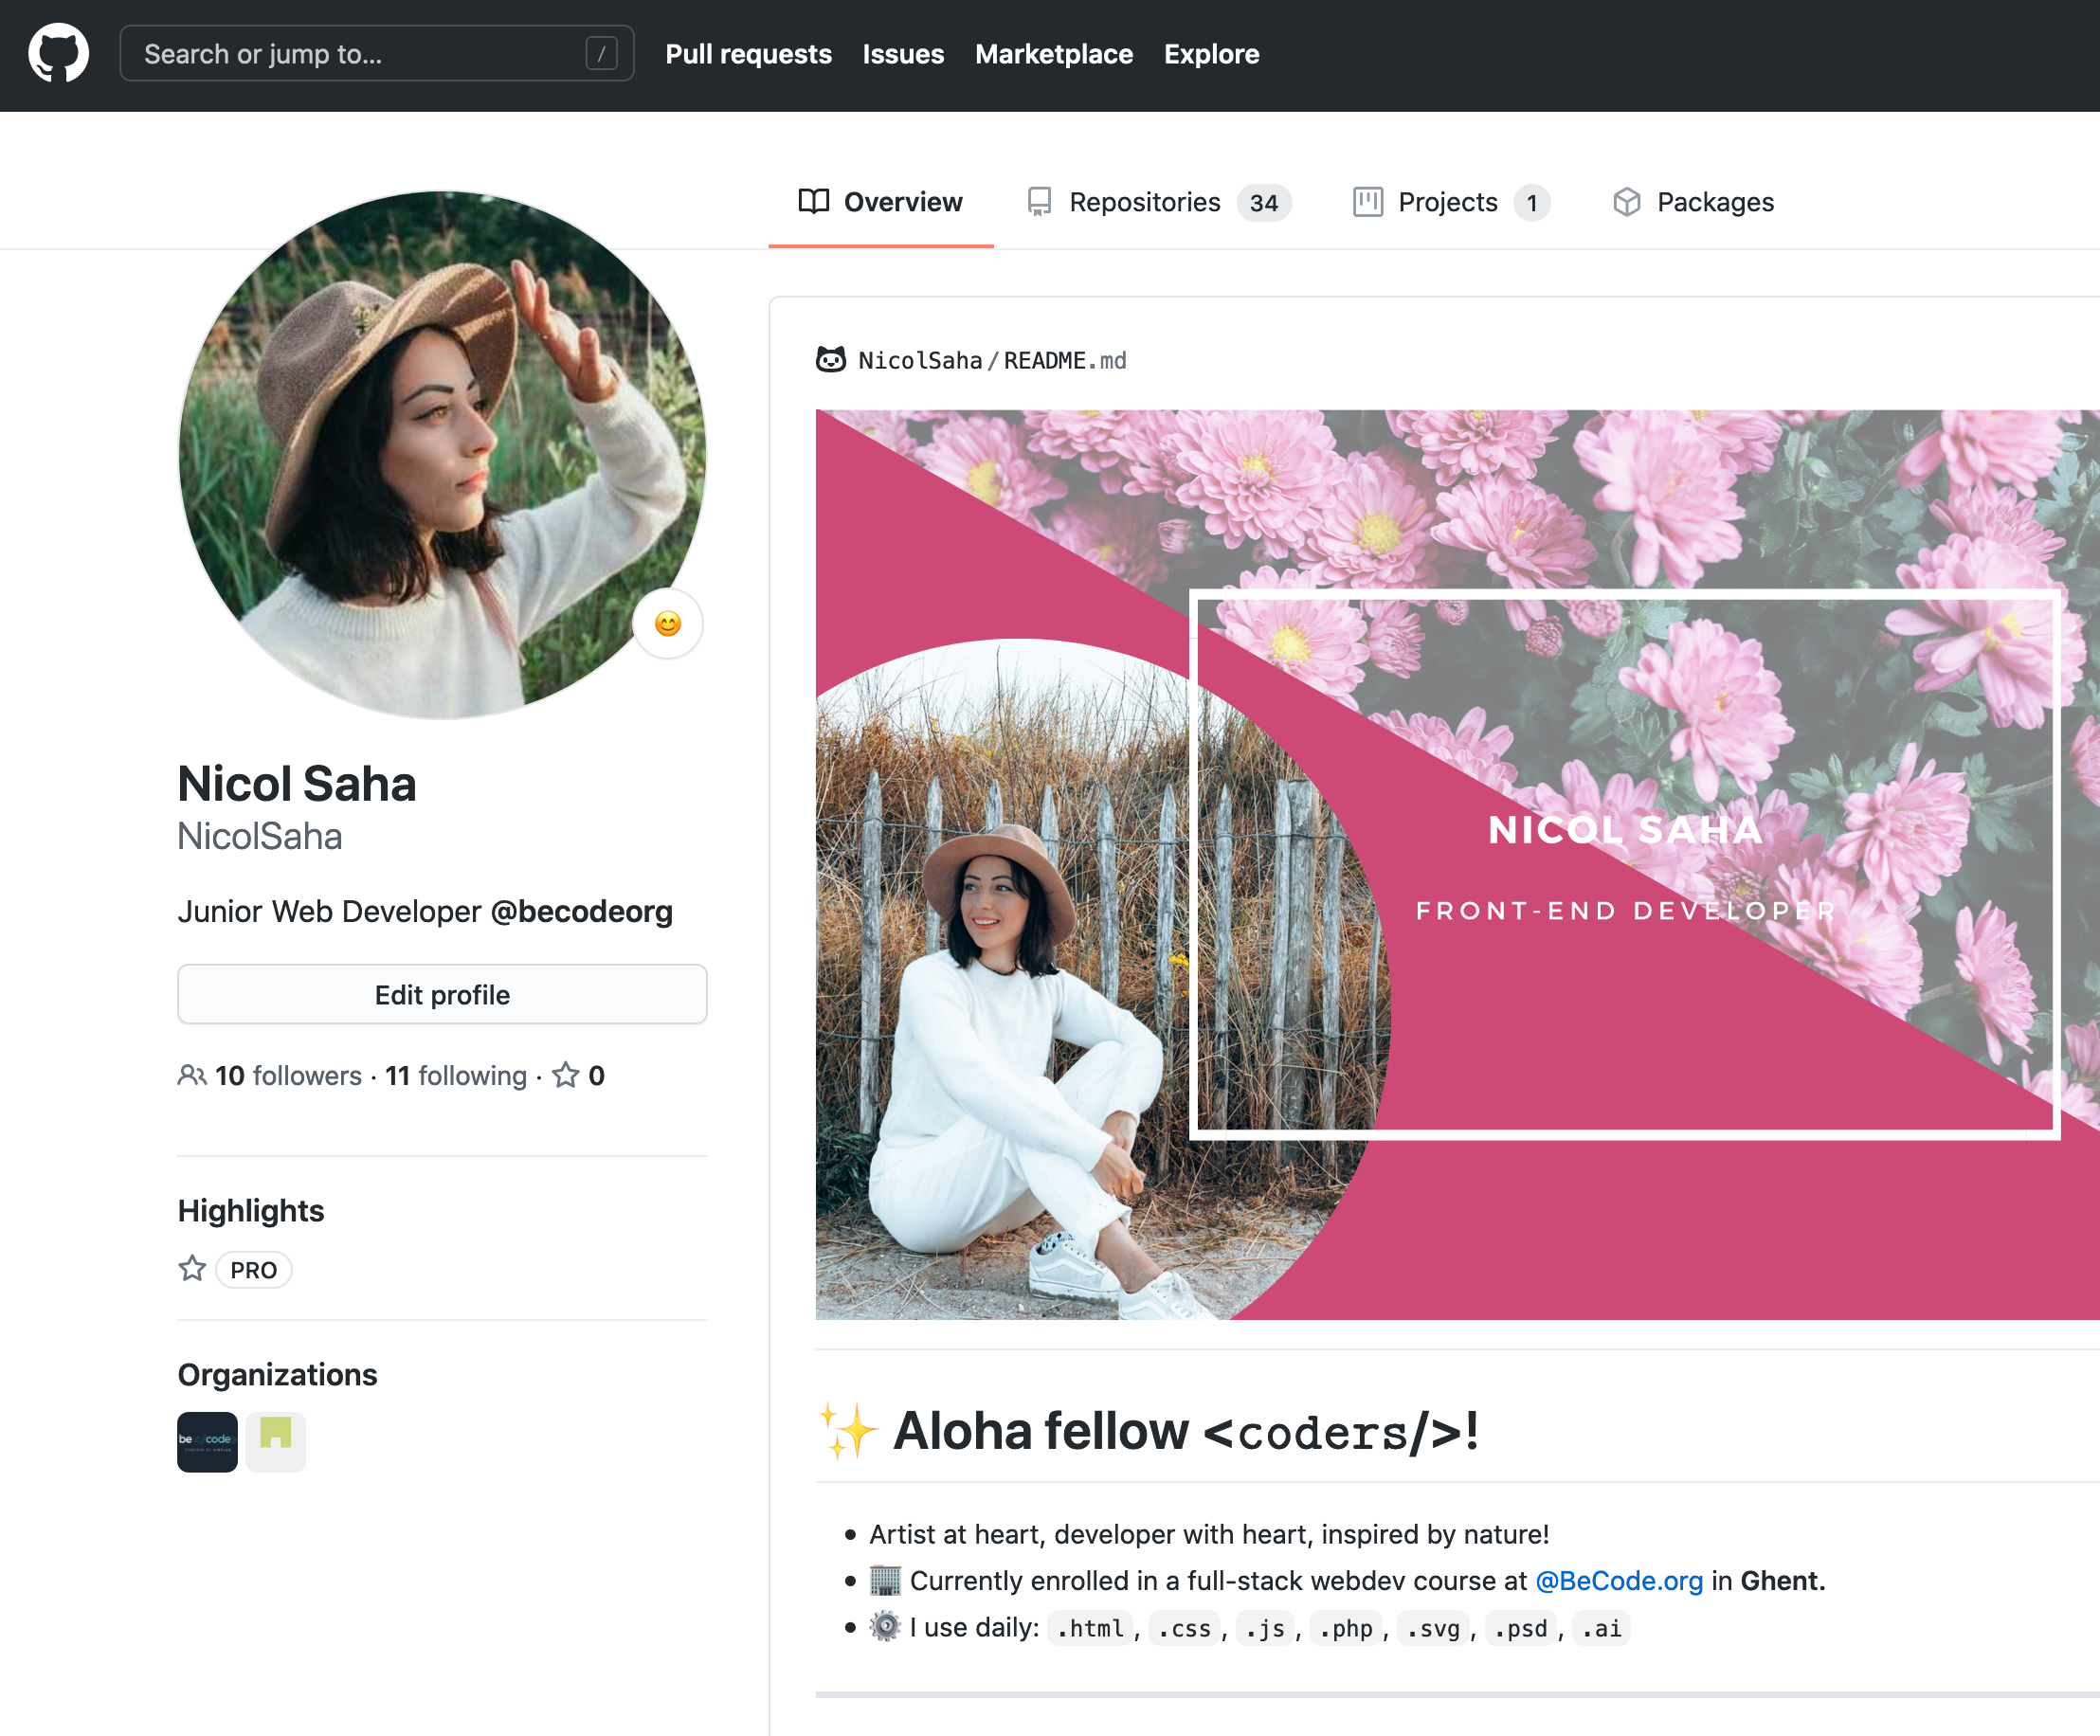 Search or jump to... /
Pull requests Issues Marketplace Explore
Overview Repositories 34 Projects 1 Packages
NicolSaha/README.md
NICOL SAHA
FRONT-END DEVELOPER
Nicol Saha
NicolSaha
Junior Web Developer @becodeorg
Edit profile
10 followers · 11 following · 0
Highlights
PRO
Organizations
be </code>
✨ Aloha fellow <coders/>!
• Artist at heart, developer with heart, inspired by nature!
• 🏢 Currently enrolled in a full-stack webdev course at @BeCode.org in Ghent.
• ⚙️ I use daily: .html, .css, .js, .php, .svg, .psd, .ai